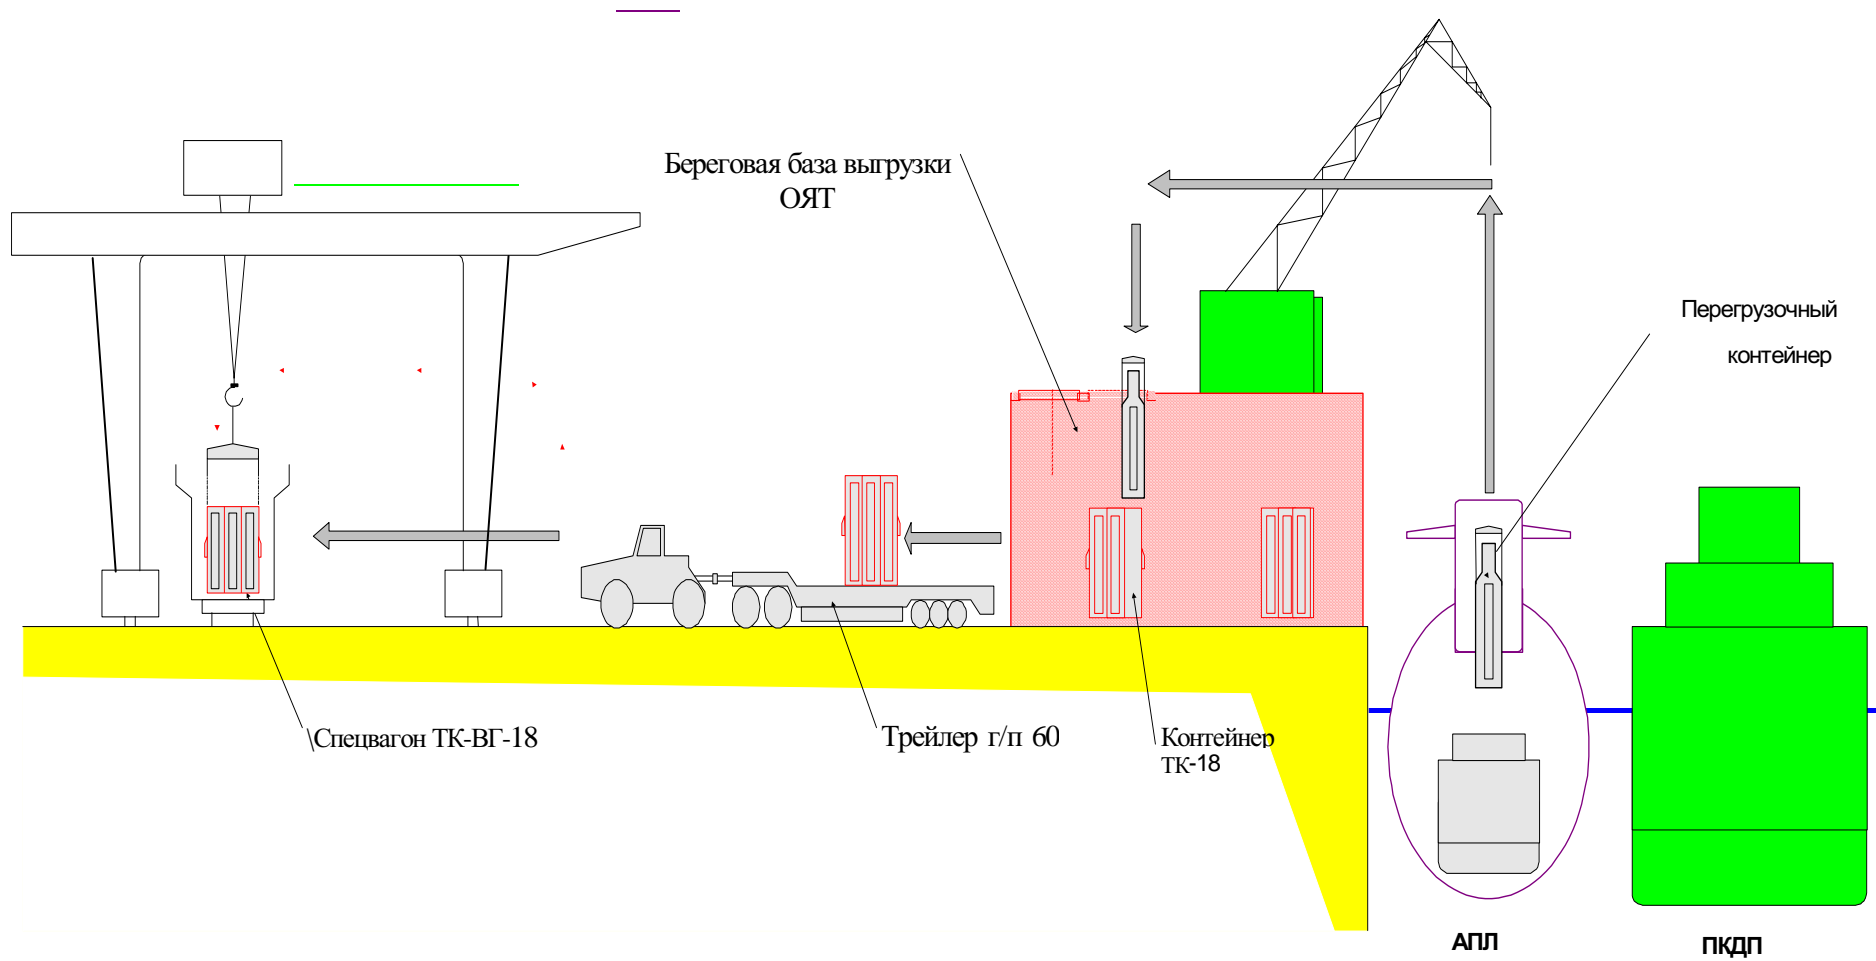 Береговая база выгрузки
ОЯТ
Перегрузочный
контейнер
\Спецвагон ТК-ВГ-18
Трейлер г/п 60
Контейнер
ТК-18
АПЛ
ПКДП